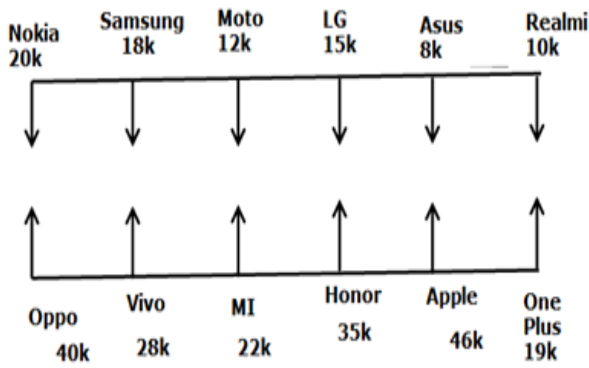 Nokia
20k
Samsung
18k
Moto
12k
LG
15k
Asus
8k
Realmi
10k
Oppo
40k
Vivo
28k
MI
22k
Honor
35k
Apple
46k
One
Plus
19k